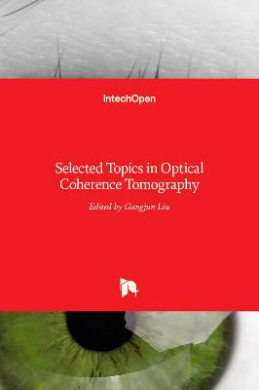 IntechOpen
Selected Topics in Optical
Coherence Tomography
Edited by Gangjun Liu